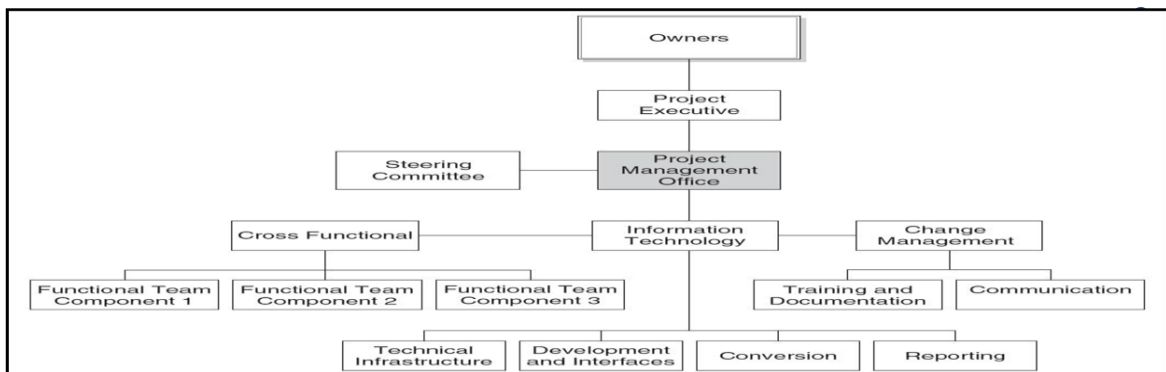 Owners
Project
Executive
Steering
Committee
Project
Management
Office
Cross Functional
Information
Technology
Change
Management
Functional Team
Component 1
Functional Team
Component 2
Functional Team
Component 3
Training and
Documentation
Communication
Technical
Infrastructure
Development
and Interfaces
Conversion
Reporting